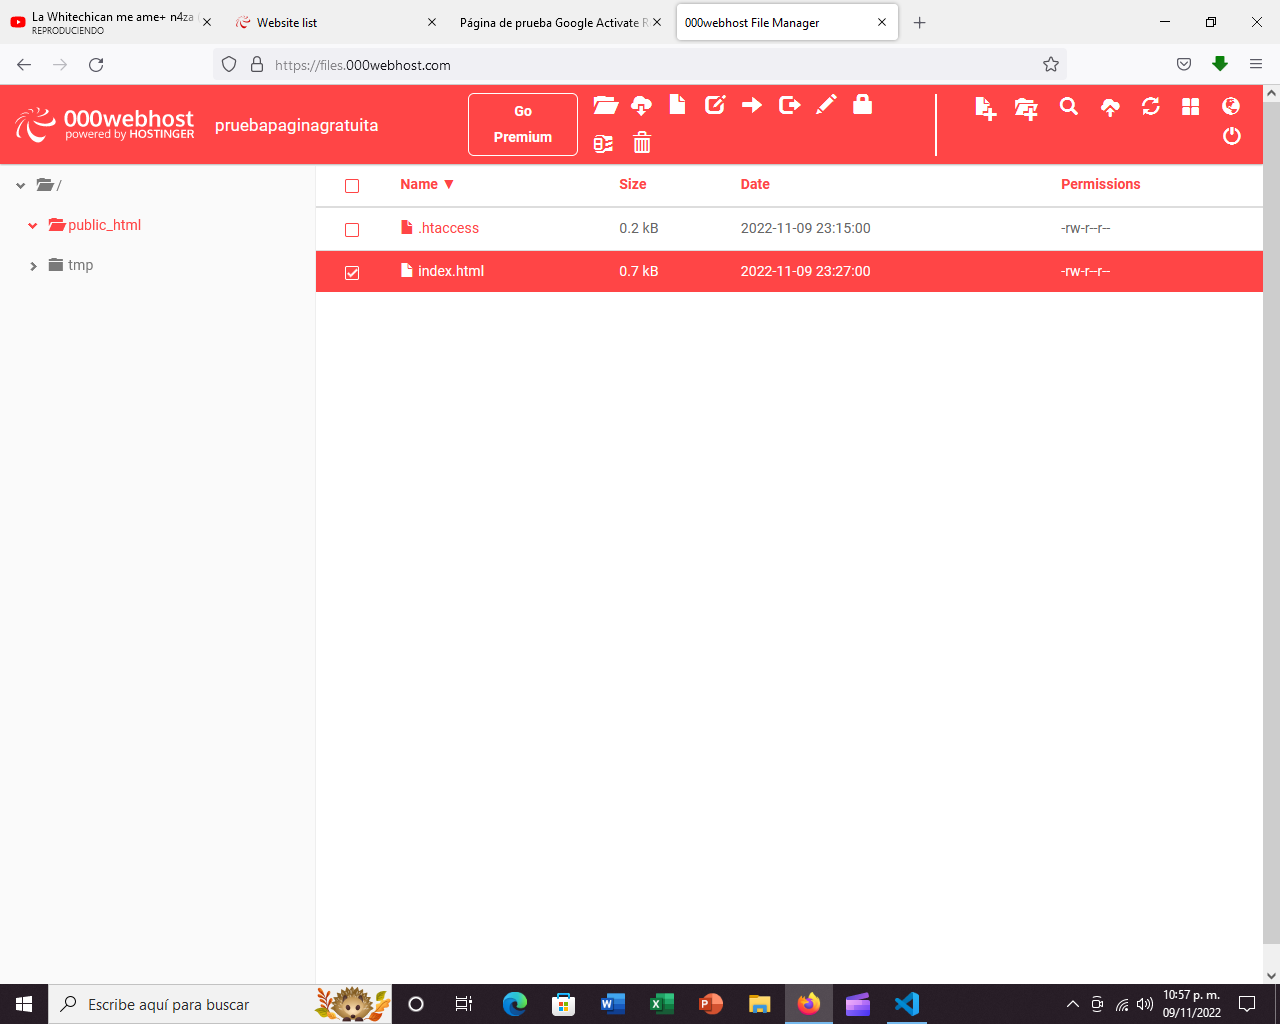 La Whitechican me ame+ n4za
REPRODUCIENDO
Website list
Página de prueba Google Activate R
000webhost File Manager
https://files.000webhost.com
000webhost
powered by HOSTINGER
pruebapaginagratuita
Go
Premium
/
public_html
tmp
Name ▼ Size Date Permissions
.htaccess 0.2 kB 2022-11-09 23:15:00 -rw-r--r--
index.html 0.7 kB 2022-11-09 23:27:00 -rw-r--r--
Escribe aquí para buscar
10:57 p. m.
09/11/2022